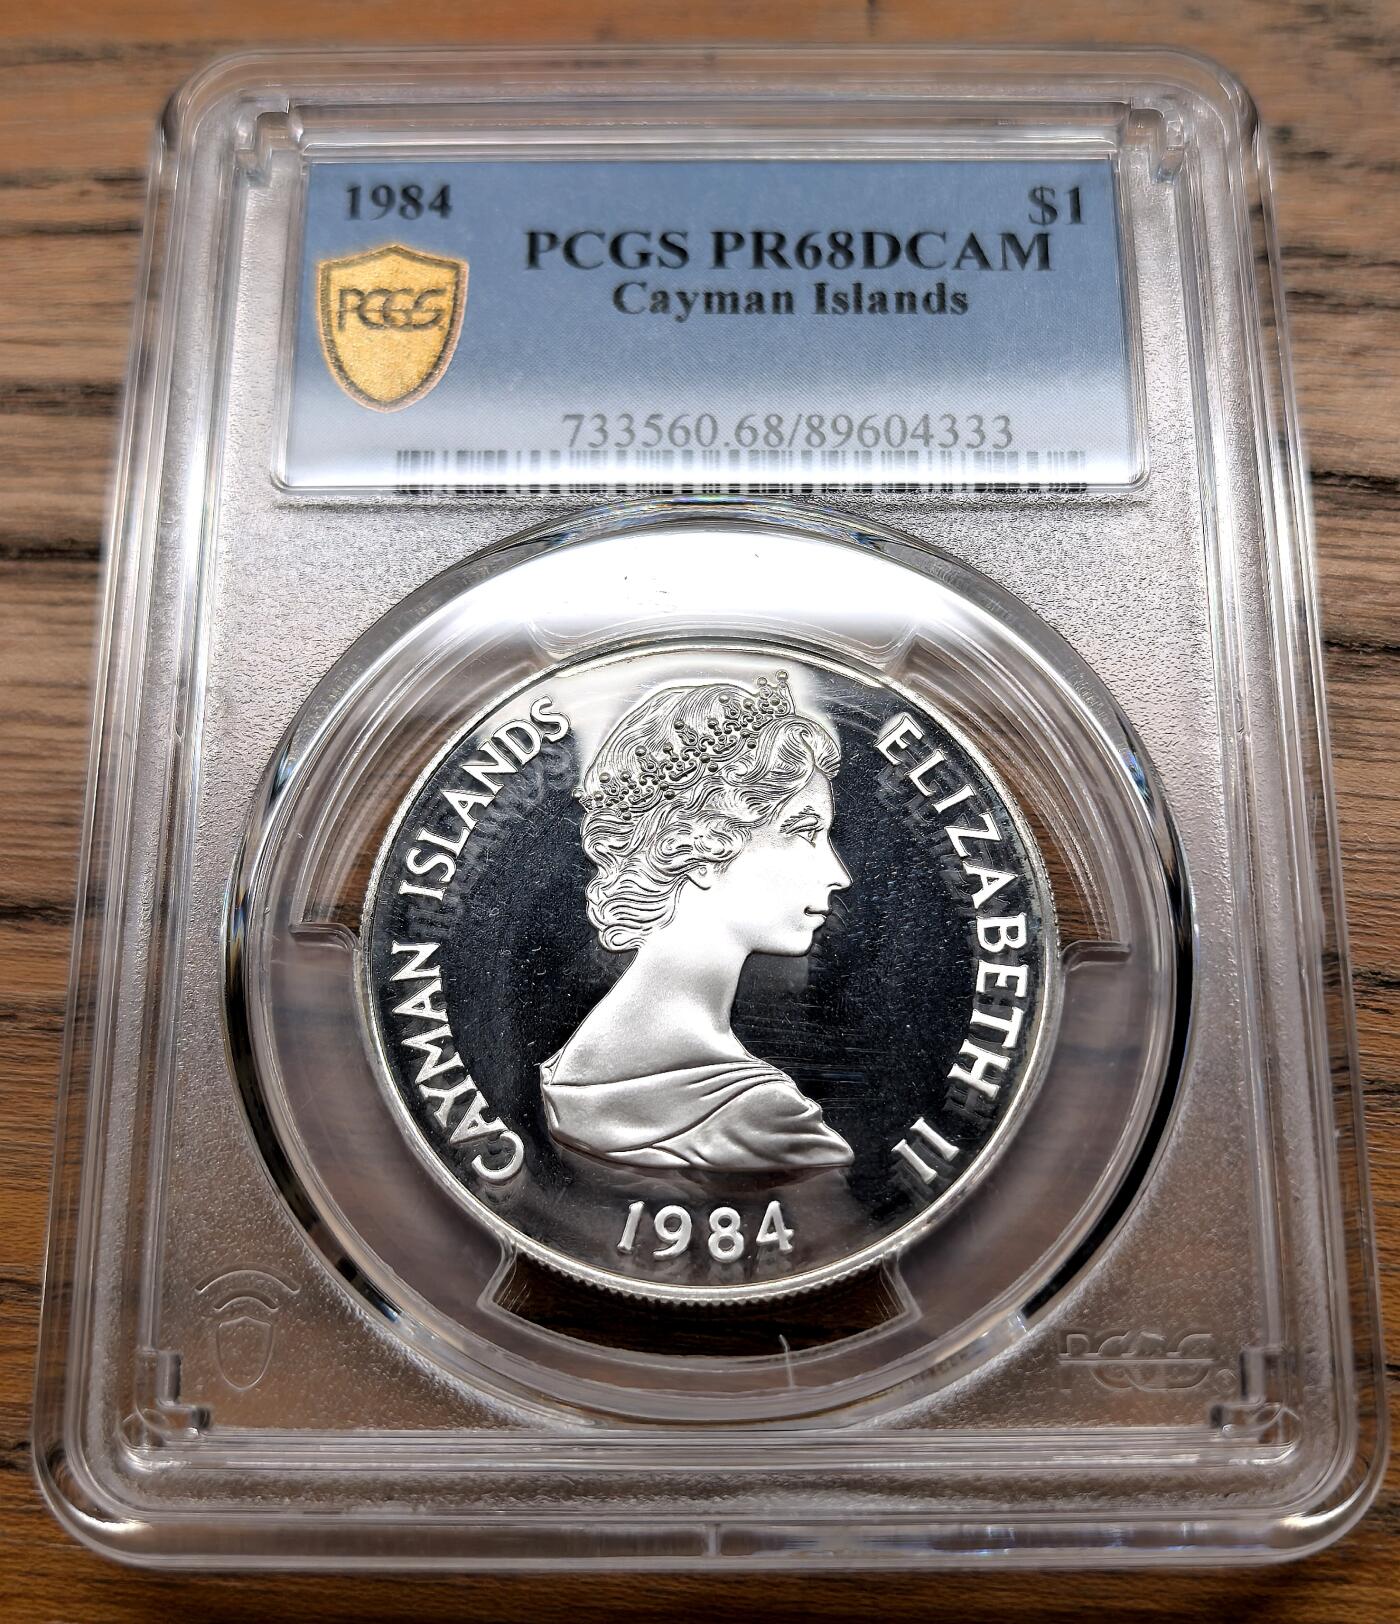 1984
$1
PCGS PR68DCAM
Cayman Islands
PCGS
733560.68/89604333
CAYMAN ISLANDS
ELIZABETH II
1984
PCGS